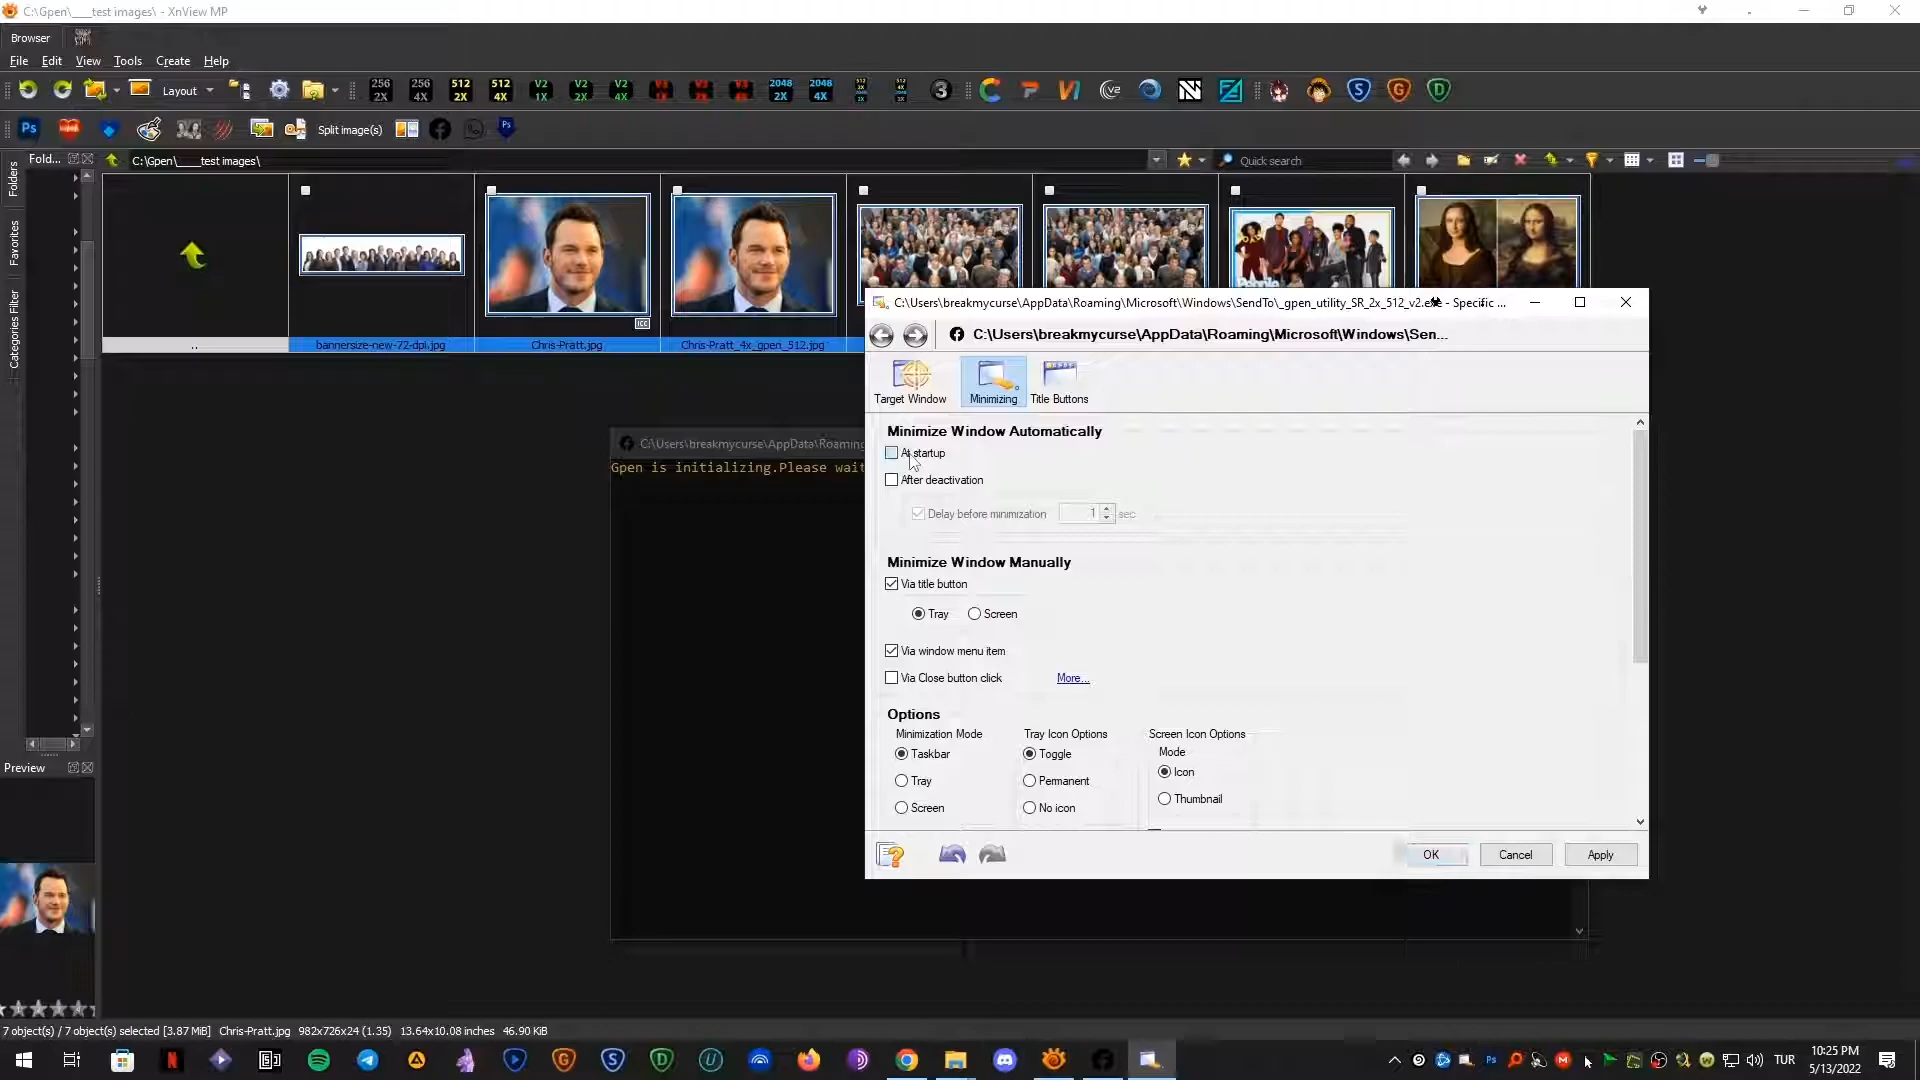 C:\Gpen\____test images\ - XnView MP
Browser
File Edit View Tools Create Help
Layout
256 2X 256 4X 512 2X 512 4X V2 1X V2 2X V2 4X 2048 2X 2048 4X 3
Ps Split image(s)
Fold... C:\Gpen\____test images\ Quick search
Folders
Favorites
Categories Filter
ICC
.. bannersize-new-72-dpi.jpg Chris-Pratt.jpg Chris-Pratt_4x_gpen_512.jpg
C:\Users\breakmycurse\AppData\Roaming\Microsoft\Windows\SendTo\_gpen_utility_SR_2x_512_v2.exe - Specific ...
C:\Users\breakmycurse\AppData\Roaming\Microsoft\Windows\Sen...
Target Window Minimizing Title Buttons
C:\Users\breakmycurse\AppData\Roaming
Gpen is initializing.Please wait
Minimize Window Automatically
At startup
After deactivation
Delay before minimization 1 sec
Minimize Window Manually
Via title button
Tray Screen
Via window menu item
Via Close button click More...
Options
Minimization Mode Tray Icon Options Screen Icon Options
Mode
Taskbar Toggle
Icon
Tray Permanent
Thumbnail
Screen No icon
OK Cancel Apply
Preview
7 object(s) / 7 object(s) selected [3.87 MiB] Chris-Pratt.jpg 982x726x24 (1.35) 13.64x10.08 inches 46.90 KiB
TUR
10:25 PM
5/13/2022